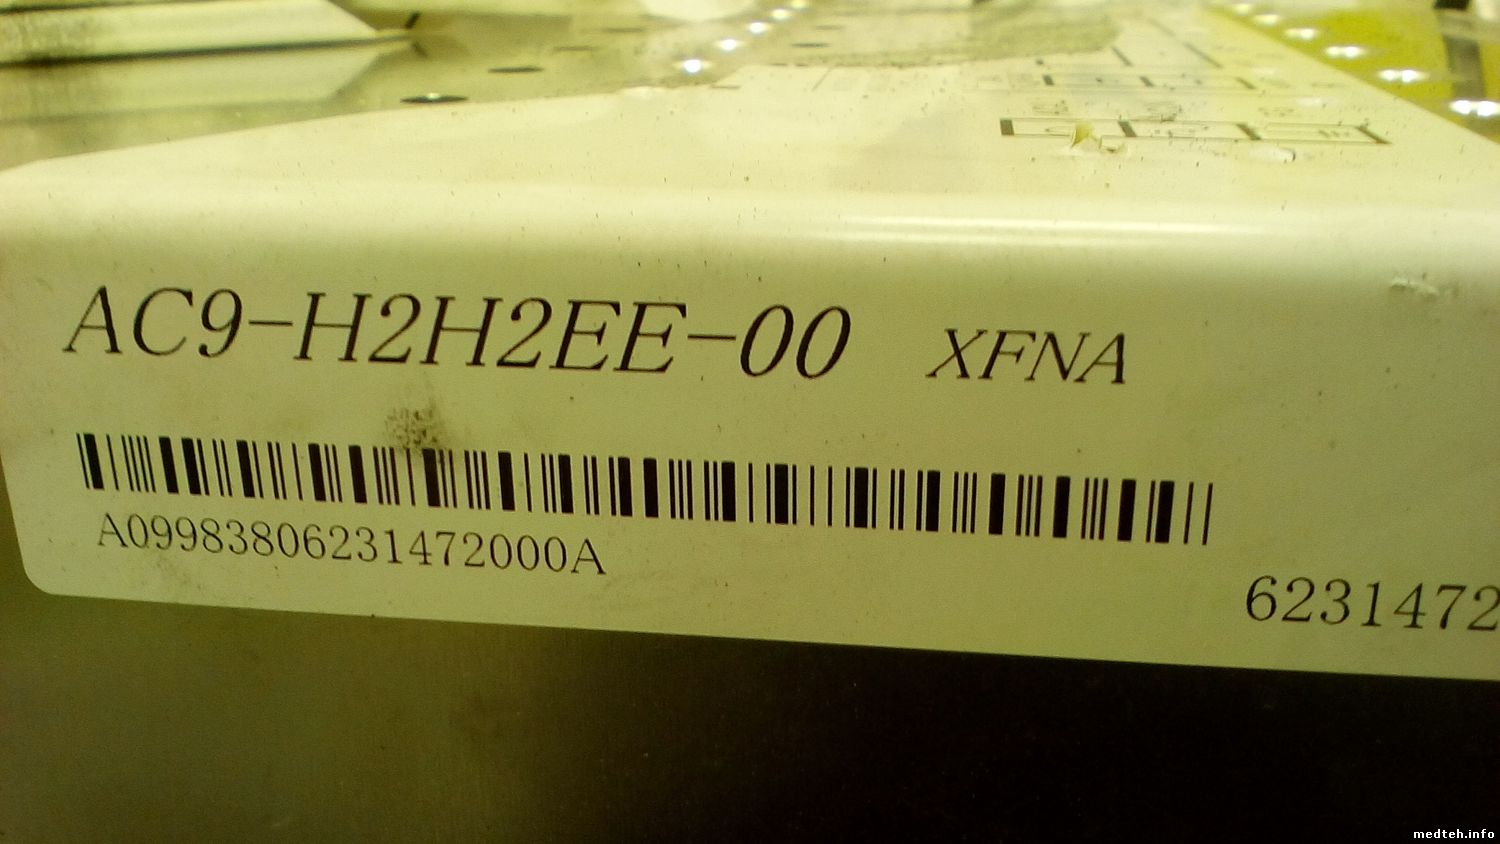 AC9-H2H2EE-00 XFNA
A09983806231472000A
6231472
medteh.info